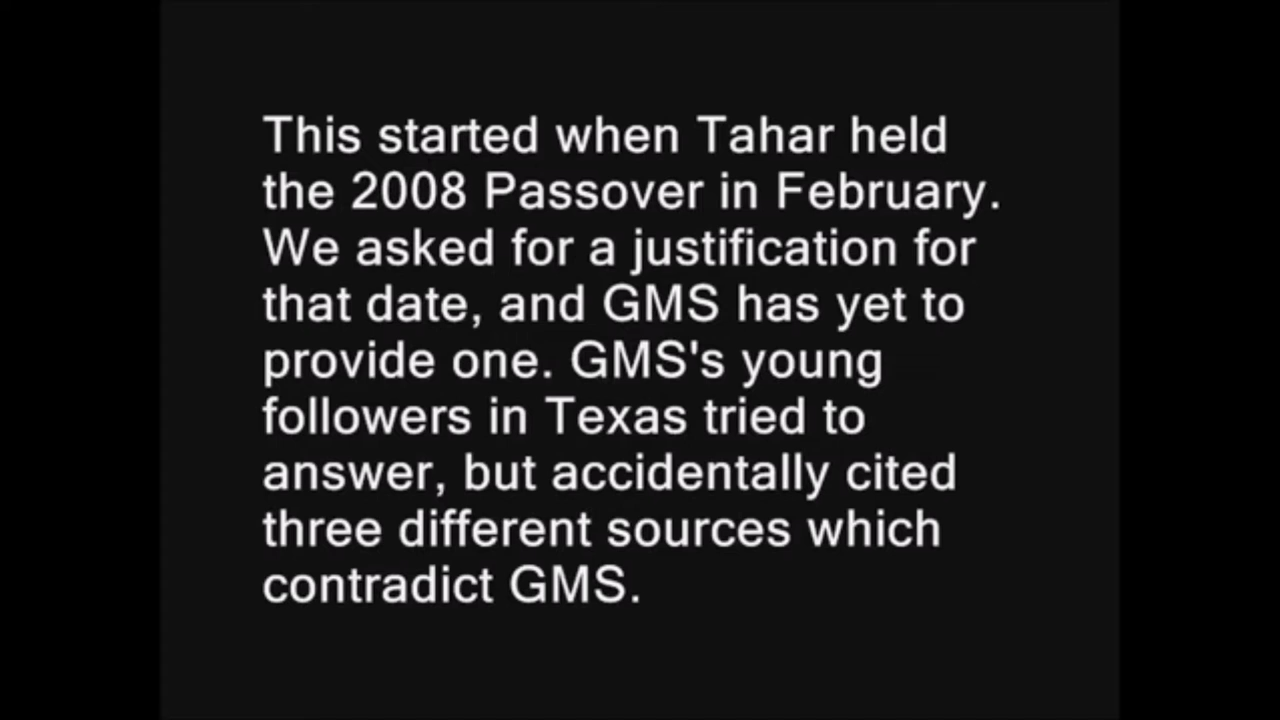 This started when Tahar held
the 2008 Passover in February.
We asked for a justification for
that date, and GMS has yet to
provide one. GMS's young
followers in Texas tried to
answer, but accidentally cited
three different sources which
contradict GMS.